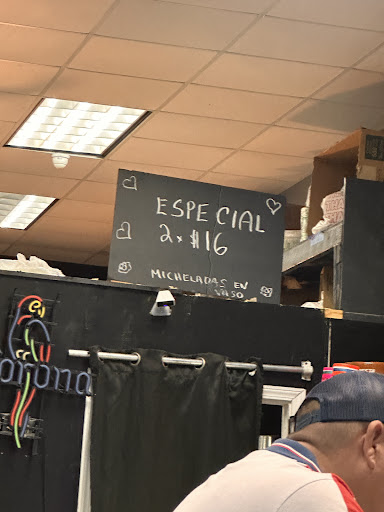 ESPECIAL
2x$16
MICHELADAS EN
VASO
Corona